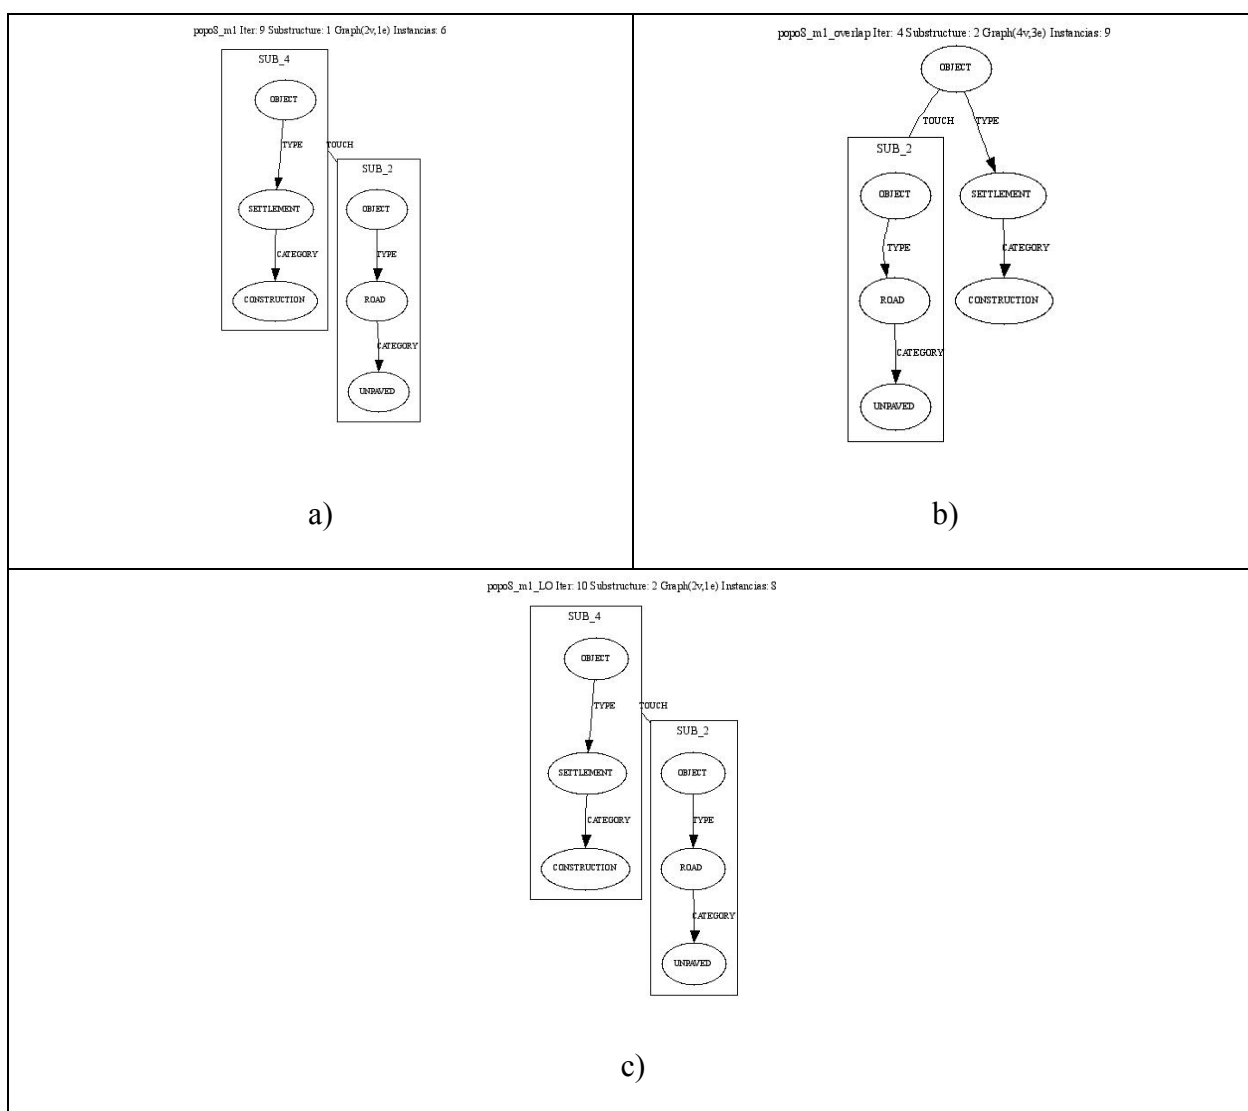 popo8_m1 Iter: 9 Substructure: 1 Graph(2v,1e) Instancias: 6
SUB_4
OBJECT
TYPE
TOUCH
SUB_2
SETTLEMENT
OBJECT
CATEGORY
TYPE
CONSTRUCTION
ROAD
CATEGORY
UNPAVED
a)
popo8_m1_overlap Iter: 4 Substructure: 2 Graph(4v,3e) Instancias: 9
OBJECT
TOUCH
TYPE
SUB_2
OBJECT
SETTLEMENT
TYPE
CATEGORY
ROAD
CONSTRUCTION
CATEGORY
UNPAVED
b)
popo8_m1_LO Iter: 10 Substructure: 2 Graph(2v,1e) Instancias: 8
SUB_4
OBJECT
TYPE
TOUCH
SUB_2
SETTLEMENT
OBJECT
CATEGORY
TYPE
CONSTRUCTION
ROAD
CATEGORY
UNPAVED
c)